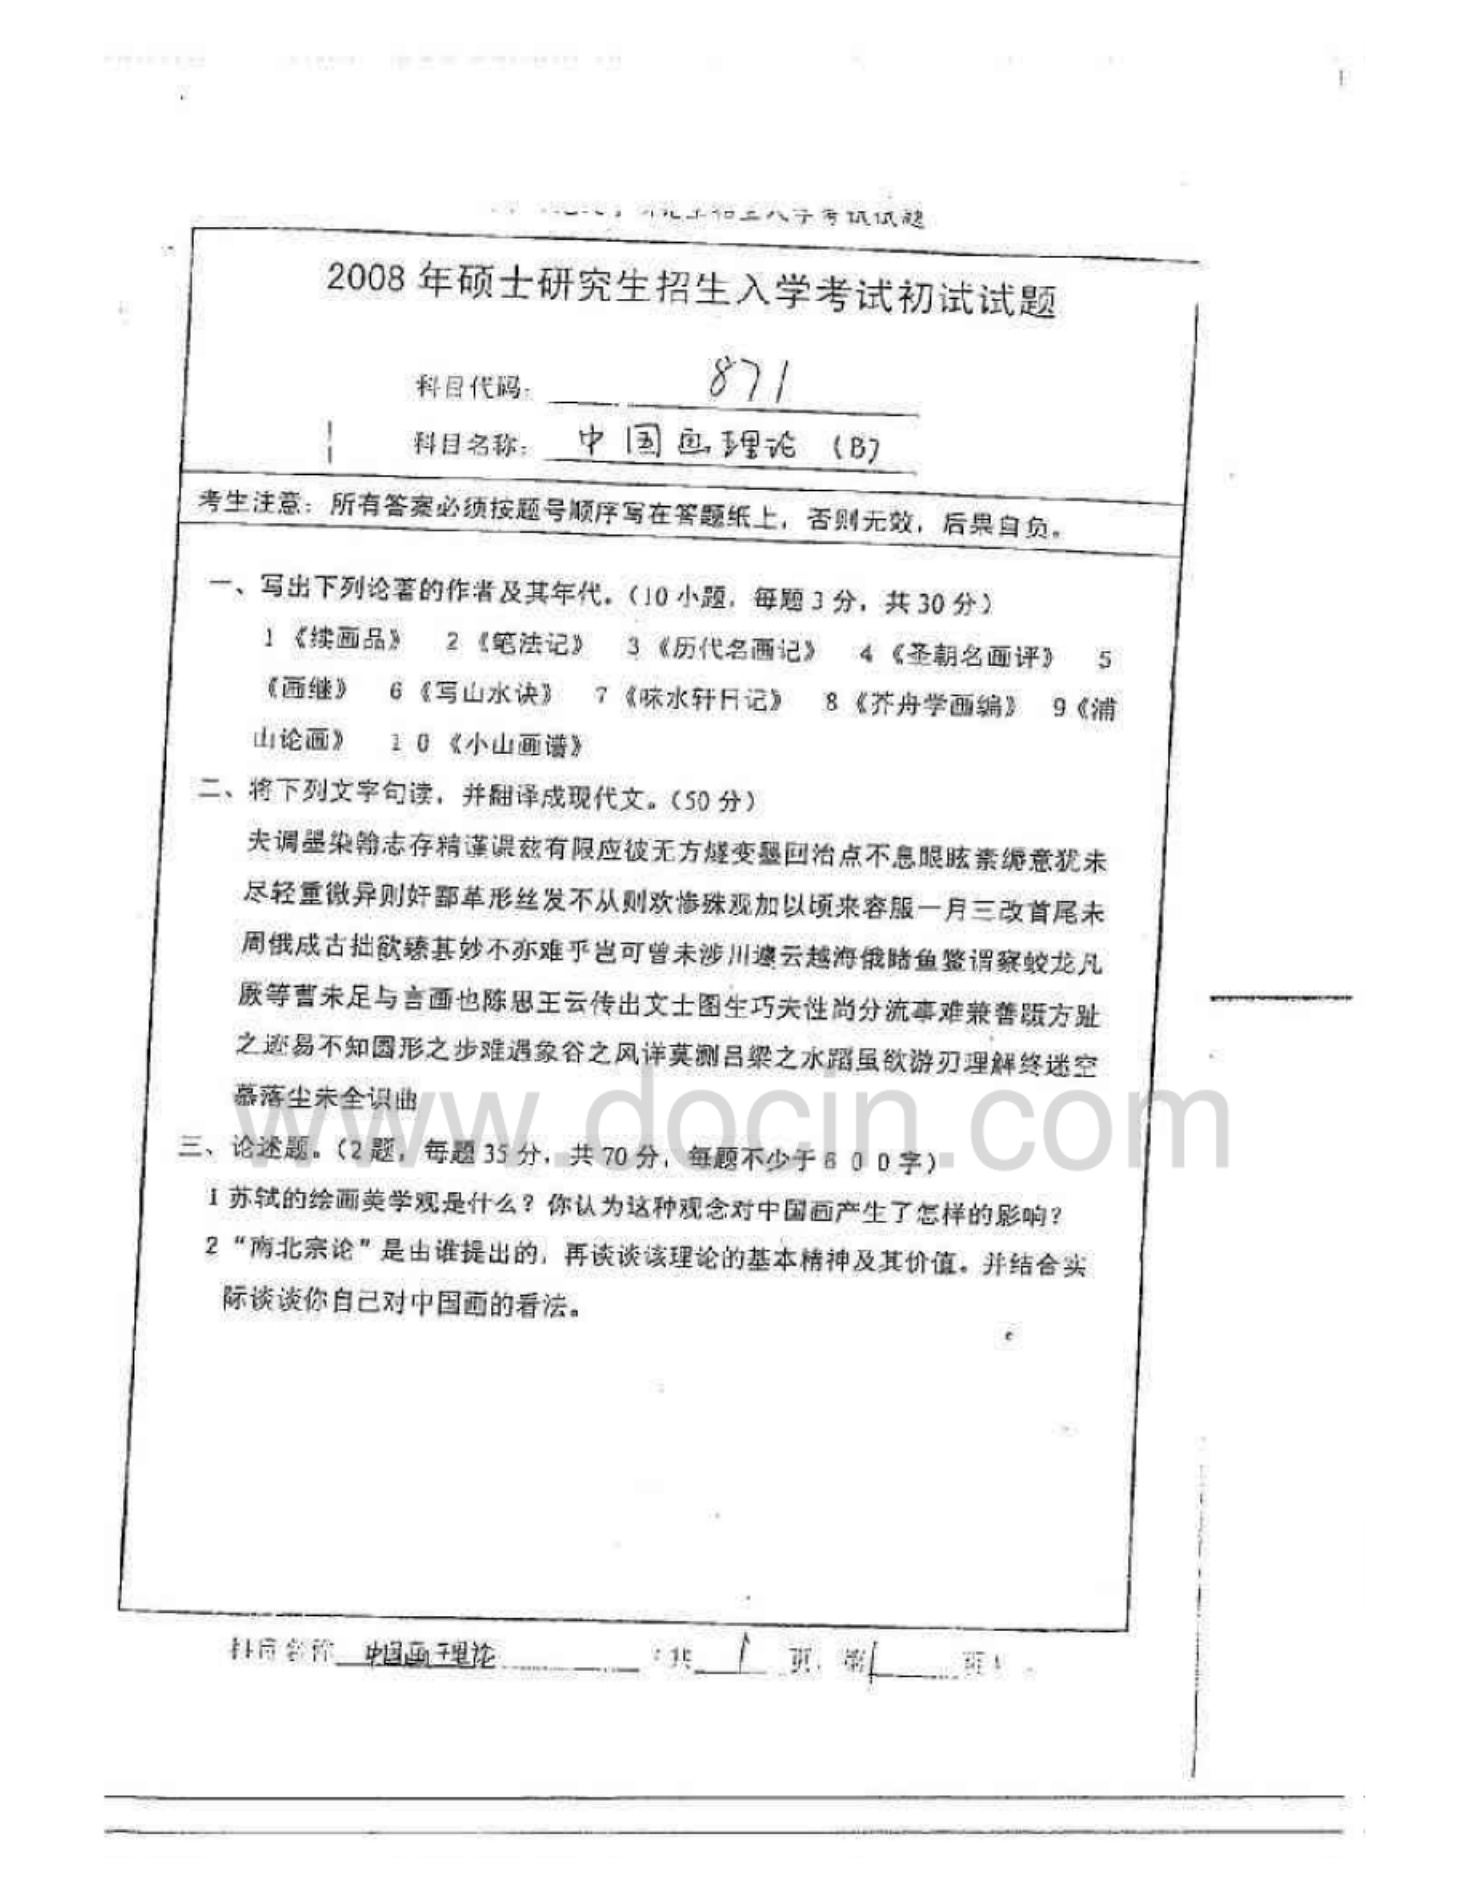 招生入学考试试题
2008 年硕士研究生招生入学考试初试试题
科目代码: 871
科目名称: 中国画理论 (B)
考生注意: 所有答案必须按题号顺序写在答题纸上, 否则无效, 后果自负。
一、写出下列论著的作者及其年代。(10 小题, 每题 3 分, 共 30 分)
1《续画品》 2《笔法记》 3《历代名画记》 4《圣朝名画评》 5
《画继》 6《写山水诀》 7《味水轩日记》 8《芥舟学画编》 9《浦
山论画》 10《小山画谱》
二、将下列文字句读, 并翻译成现代文。(50 分)
夫调墨染翰志存精谨课兹有限应彼无方燧变墨回治点不息眼眩素缛意犹未
尽轻重微异则奸鄙革形丝发不从则欢惨殊观加以顷来容服一月三改首尾未
周俄成古拙欲臻其妙不亦难乎岂可曾未涉川遽云越海俄睹鱼鳖谓察蛟龙凡
厥等曹未足与言画也陈思王云传出文士图生巧夫性尚分流事难兼善蹑方趾
之迹易不知圆形之步难遇象谷之风详莫测吕梁之水蹈虽欲游刃理解终迷空
慕落尘未全识曲
三、论述题。(2 题, 每题 35 分, 共 70 分, 每题不少于 600 字)
1 苏轼的绘画美学观是什么? 你认为这种观念对中国画产生了怎样的影响?
2 “南北宗论”是由谁提出的, 再谈谈该理论的基本精神及其价值。并结合实
际谈谈你自己对中国画的看法。
科目名称 中国画理论 共 1 页, 第 1 页
www.docin.com